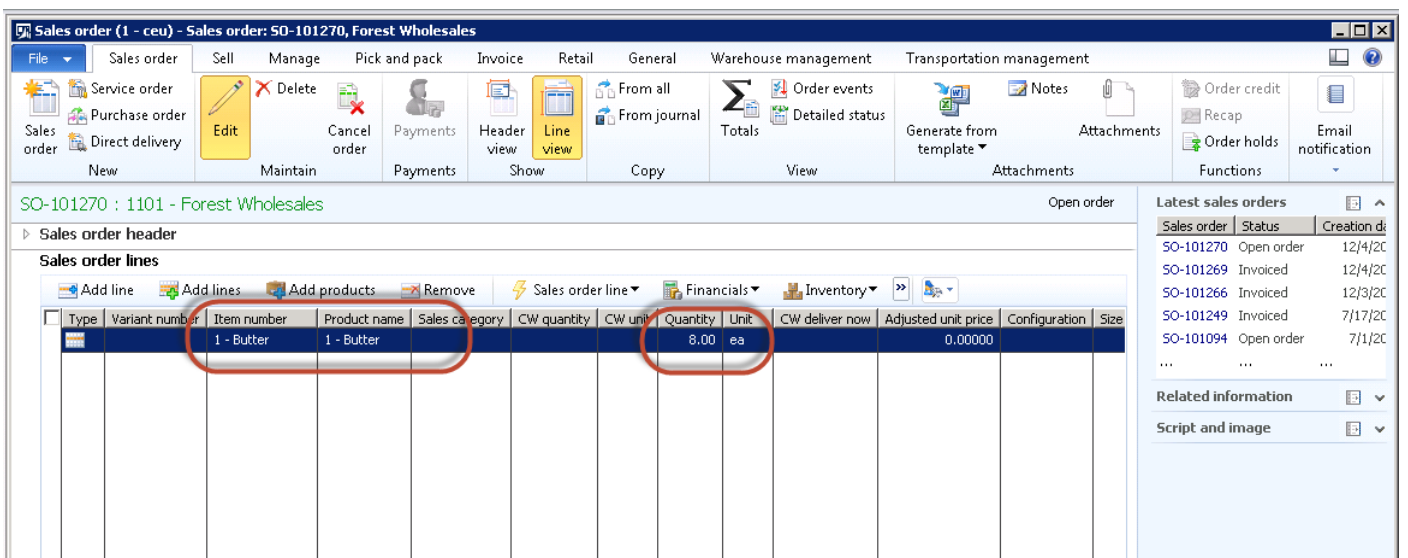 Sales order (1 - ceu) - Sales order: SO-101270, Forest Wholesales
File Sales order Sell Manage Pick and pack Invoice Retail General Warehouse management Transportation management
Sales order
Service order
Purchase order
Direct delivery
New
Edit
Delete
Cancel order
Maintain
Payments
Payments
Header view
Line view
Show
From all
From journal
Copy
Totals
Order events
Detailed status
View
Generate from template
Notes
Attachments
Attachments
Order credit
Recap
Order holds
Functions
Email notification
SO-101270 : 1101 - Forest Wholesales Open order
Sales order header
Sales order lines
Add line Add lines Add products Remove Sales order line Financials Inventory »
Type Variant number Item number Product name Sales category CW quantity CW unit Quantity Unit CW deliver now Adjusted unit price Configuration Size
1 - Butter 1 - Butter 8.00 ea 0.00000
Latest sales orders
Sales order Status Creation da
SO-101270 Open order 12/4/20
SO-101269 Invoiced 12/4/20
SO-101266 Invoiced 12/3/20
SO-101249 Invoiced 7/17/20
SO-101094 Open order 7/1/20
... ... ...
Related information
Script and image